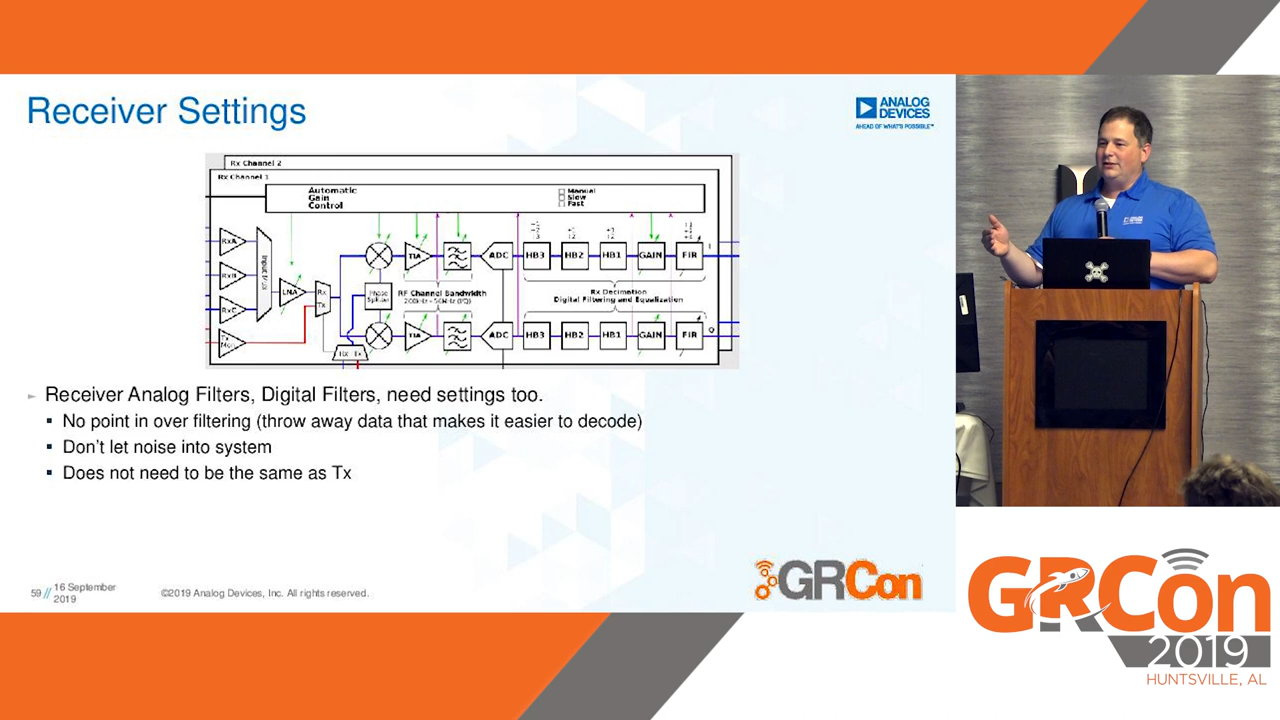 Receiver Settings
ANALOG
DEVICES
AHEAD OF WHAT'S POSSIBLE™
Rx Channel 2
Rx Channel 1
Automatic
Gain
Control
Manual
Slow
Fast
RxA
RxB
RxC
Tx
Mon
Input Mux
LNA
Rx
Tx
Phase
Splitter
Rx Tx
TIA
ADC
HB3
HB2
HB1
GAIN
FIR
I
RF Channel Bandwidth
Rx Decimation
Digital Filtering and Equalization
TIA
ADC
HB3
HB2
HB1
GAIN
FIR
Q
► Receiver Analog Filters, Digital Filters, need settings too.
▪ No point in over filtering (throw away data that makes it easier to decode)
▪ Don't let noise into system
▪ Does not need to be the same as Tx
59 // 16 September
2019
©2019 Analog Devices, Inc. All rights reserved.
GRCon
GRCon
2019
HUNTSVILLE, AL